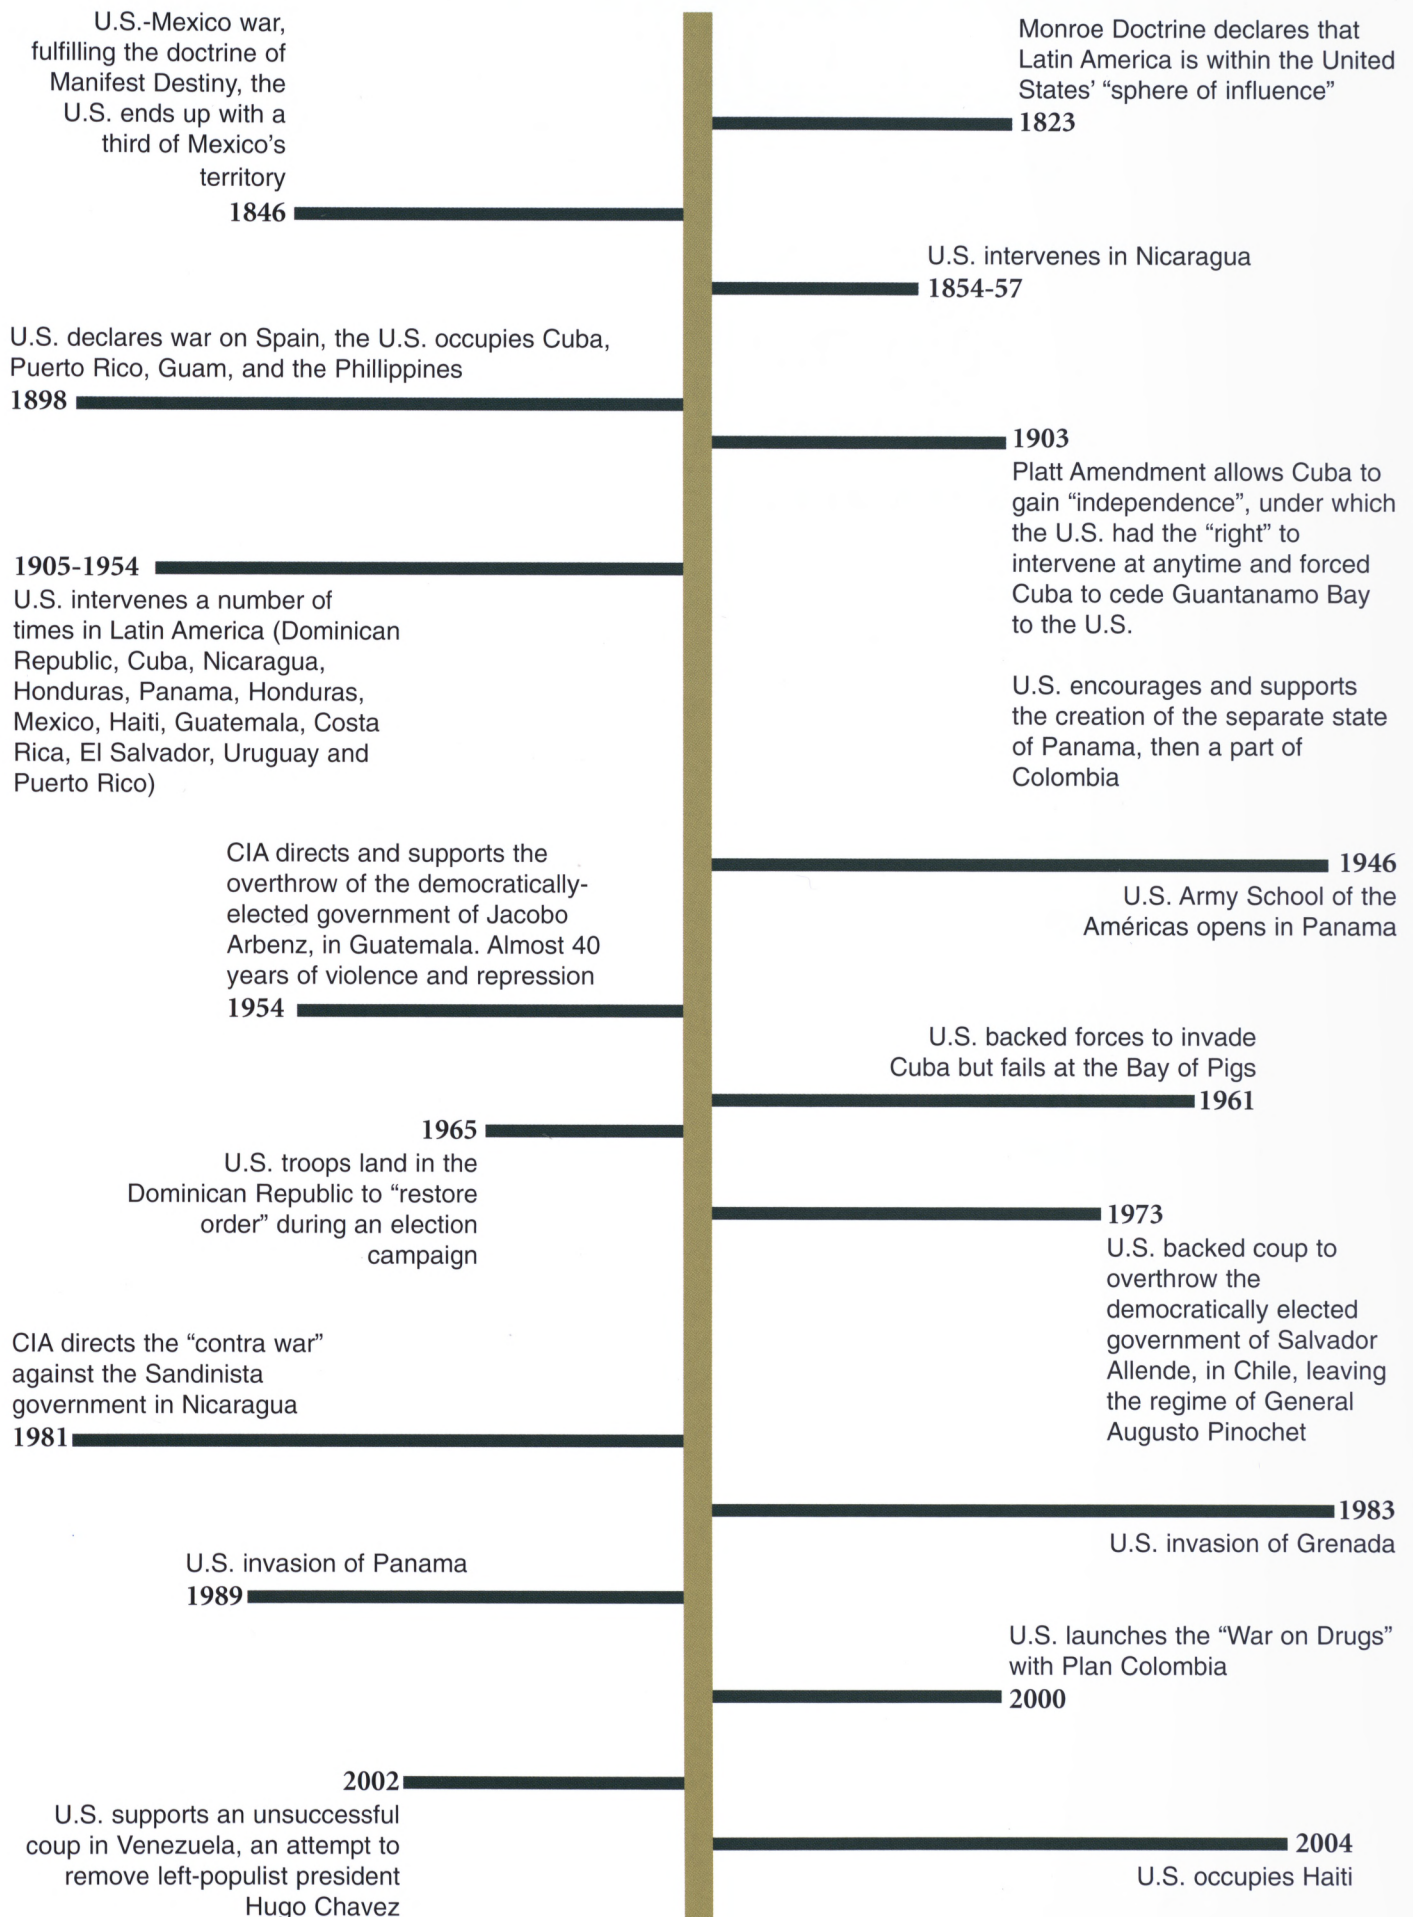 Monroe Doctrine declares that
Latin America is within the United
States’ “sphere of influence”
1823
U.S.-Mexico war,
fulfilling the doctrine of
Manifest Destiny, the
U.S. ends up with a
third of Mexico’s
territory
1846
U.S. intervenes in Nicaragua
1854-57
U.S. declares war on Spain, the U.S. occupies Cuba,
Puerto Rico, Guam, and the Phillippines
1898
1903
Platt Amendment allows Cuba to
gain “independence”, under which
the U.S. had the “right” to
intervene at anytime and forced
Cuba to cede Guantanamo Bay
to the U.S.
U.S. encourages and supports
the creation of the separate state
of Panama, then a part of
Colombia
1905-1954
U.S. intervenes a number of
times in Latin America (Dominican
Republic, Cuba, Nicaragua,
Honduras, Panama, Honduras,
Mexico, Haiti, Guatemala, Costa
Rica, El Salvador, Uruguay and
Puerto Rico)
1946
U.S. Army School of the
Américas opens in Panama
CIA directs and supports the
overthrow of the democratically-
elected government of Jacobo
Arbenz, in Guatemala. Almost 40
years of violence and repression
1954
U.S. backed forces to invade
Cuba but fails at the Bay of Pigs
1961
1965
U.S. troops land in the
Dominican Republic to “restore
order” during an election
campaign
1973
U.S. backed coup to
overthrow the
democratically elected
government of Salvador
Allende, in Chile, leaving
the regime of General
Augusto Pinochet
CIA directs the “contra war”
against the Sandinista
government in Nicaragua
1981
1983
U.S. invasion of Grenada
U.S. invasion of Panama
1989
U.S. launches the “War on Drugs”
with Plan Colombia
2000
2002
U.S. supports an unsuccessful
coup in Venezuela, an attempt to
remove left-populist president
Hugo Chavez
2004
U.S. occupies Haiti